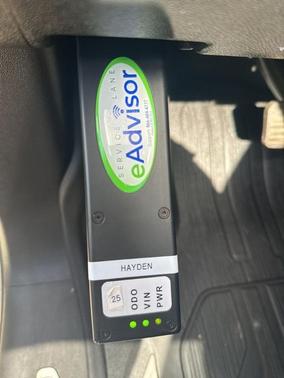 SERVICE LANE
eAdvisor
HAYDEN
25
ODO
VIN
PWR